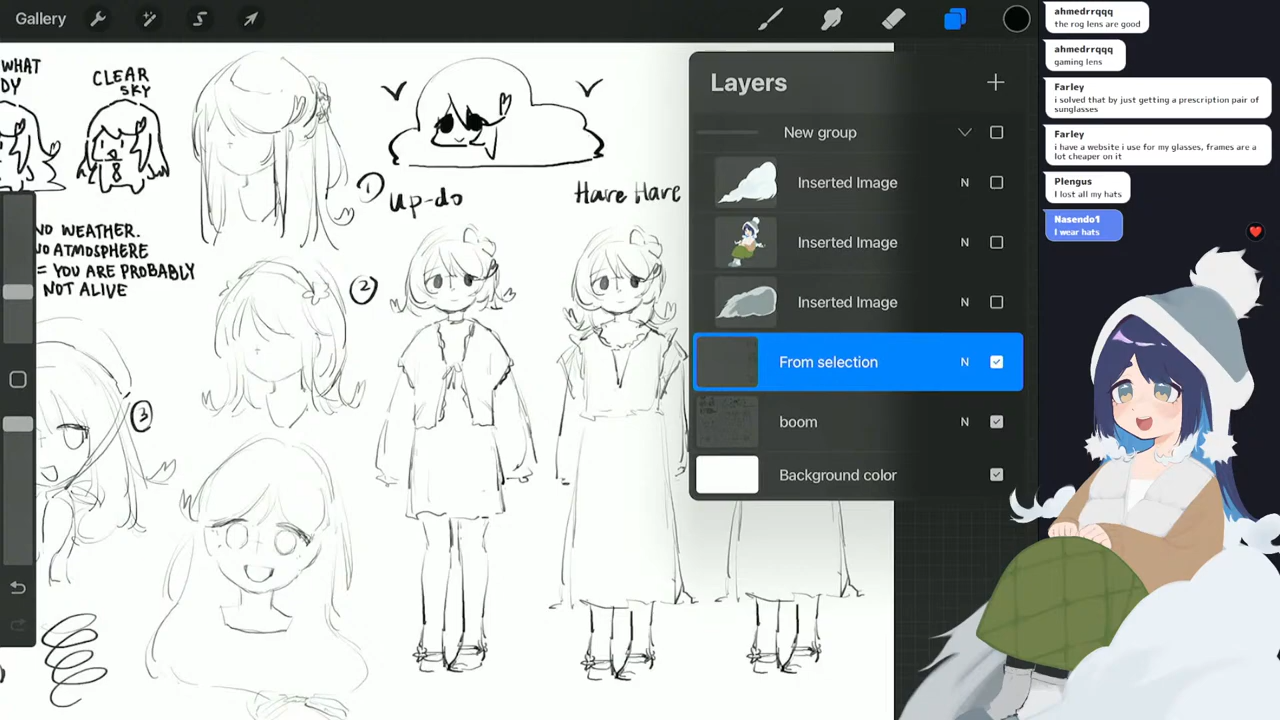 Gallery
WHAT
DY
CLEAR
SKY
① up-do
Hare Hare
NO WEATHER.
NO ATMOSPHERE
= YOU ARE PROBABLY
NOT ALIVE
②
③
Layers
New group
Inserted Image N
Inserted Image N
Inserted Image N
From selection N
boom N
Background color
ahmedrrqqq
the rog lens are good
ahmedrrqqq
gaming lens
Farley
i solved that by just getting a prescription pair of
sunglasses
Farley
i have a website i use for my glasses, frames are a
lot cheaper on it
Plengus
I lost all my hats
Nasendo1
I wear hats